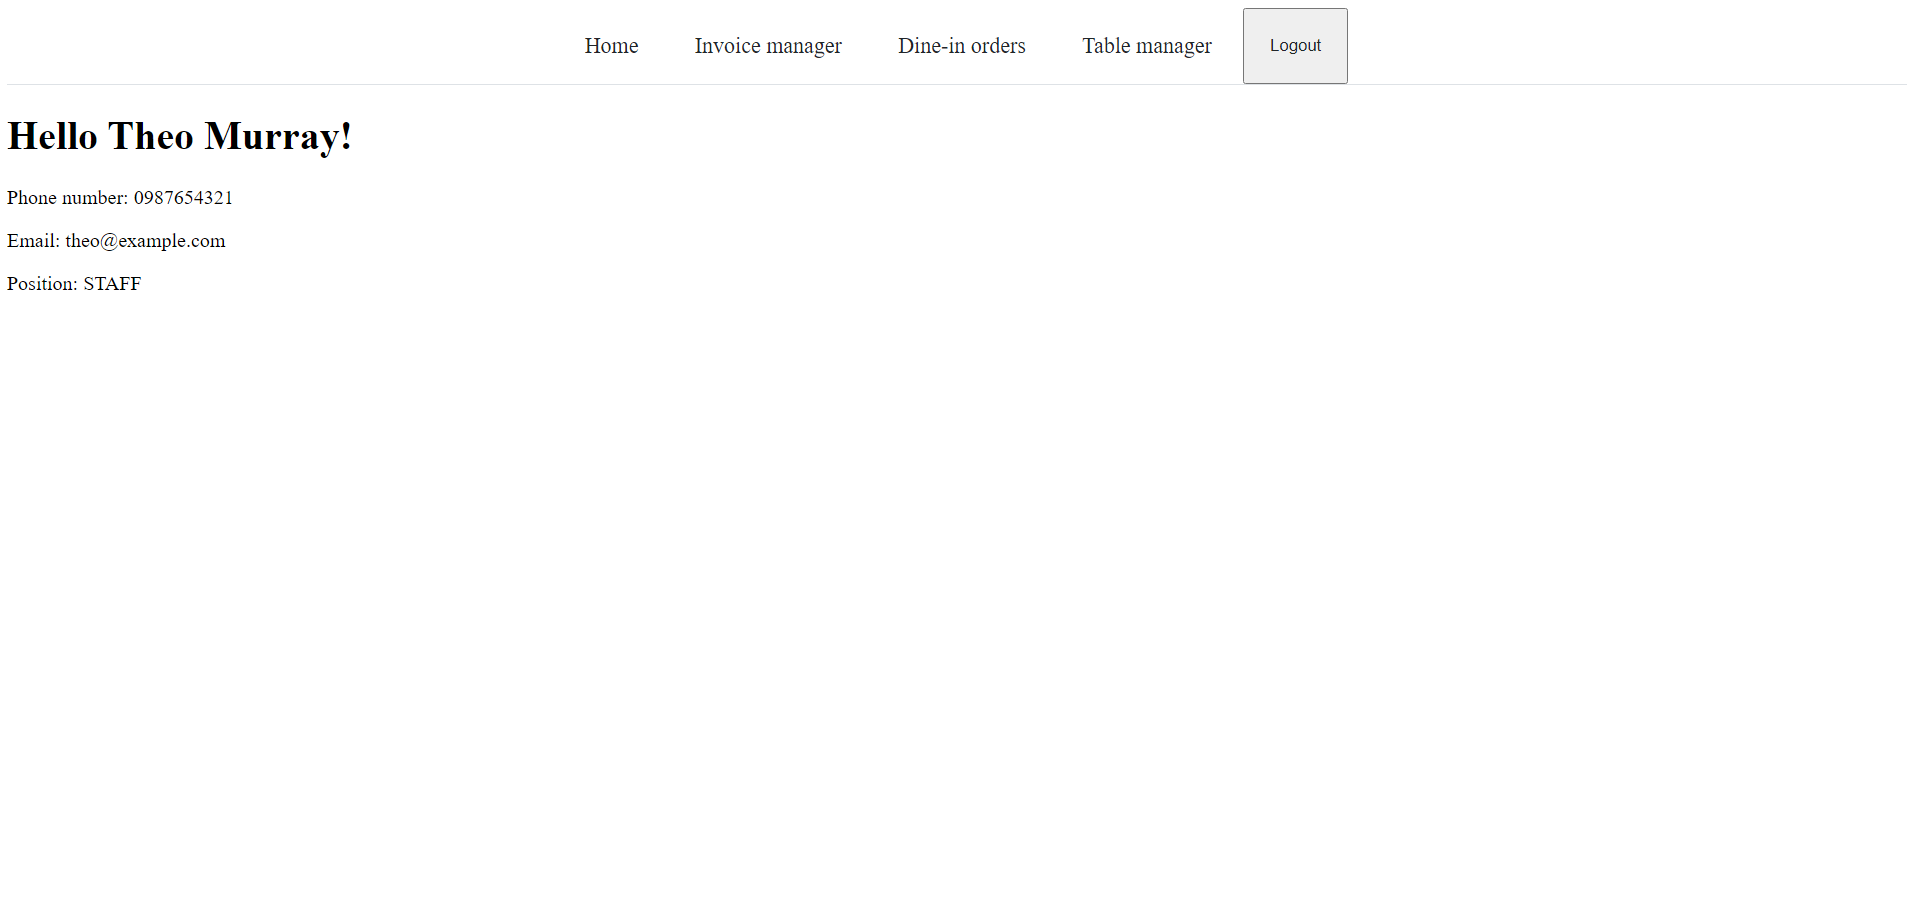 Home Invoice manager Dine-in orders Table manager Logout
Hello Theo Murray!
Phone number: 0987654321
Email: theo@example.com
Position: STAFF